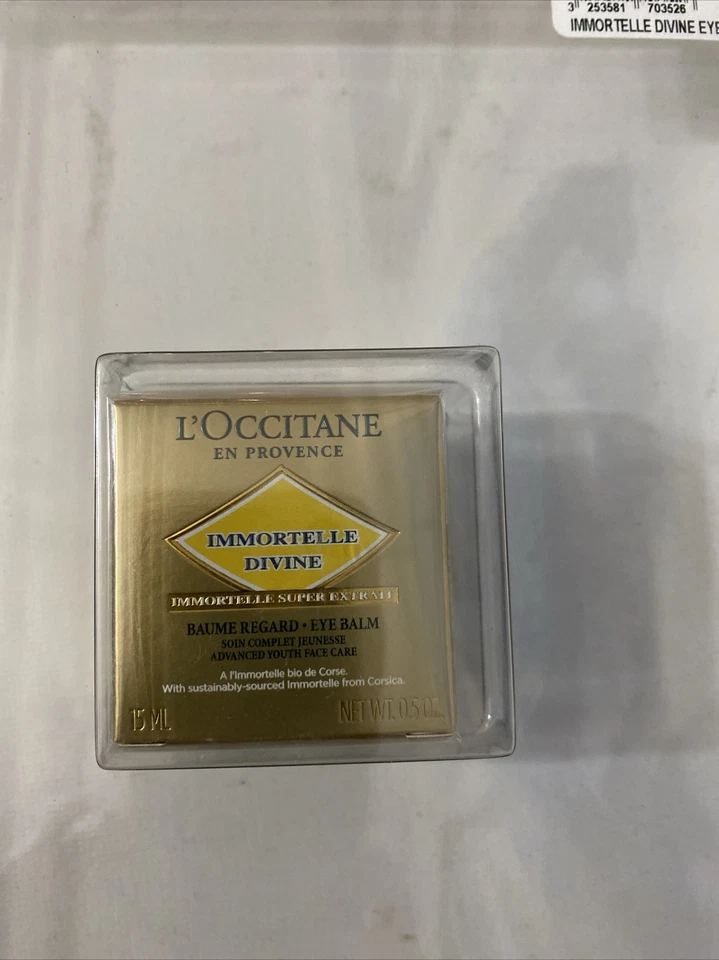 3 253581 703526
IMMORTELLE DIVINE EYE
L'OCCITANE
EN PROVENCE
IMMORTELLE
DIVINE
IMMORTELLE SUPER EXTRAIT
BAUME REGARD • EYE BALM
SOIN COMPLET JEUNESSE
ADVANCED YOUTH FACE CARE
A l'Immortelle bio de Corse.
With sustainably-sourced Immortelle from Corsica.
15 ML NET WT. 0.5 OZ.